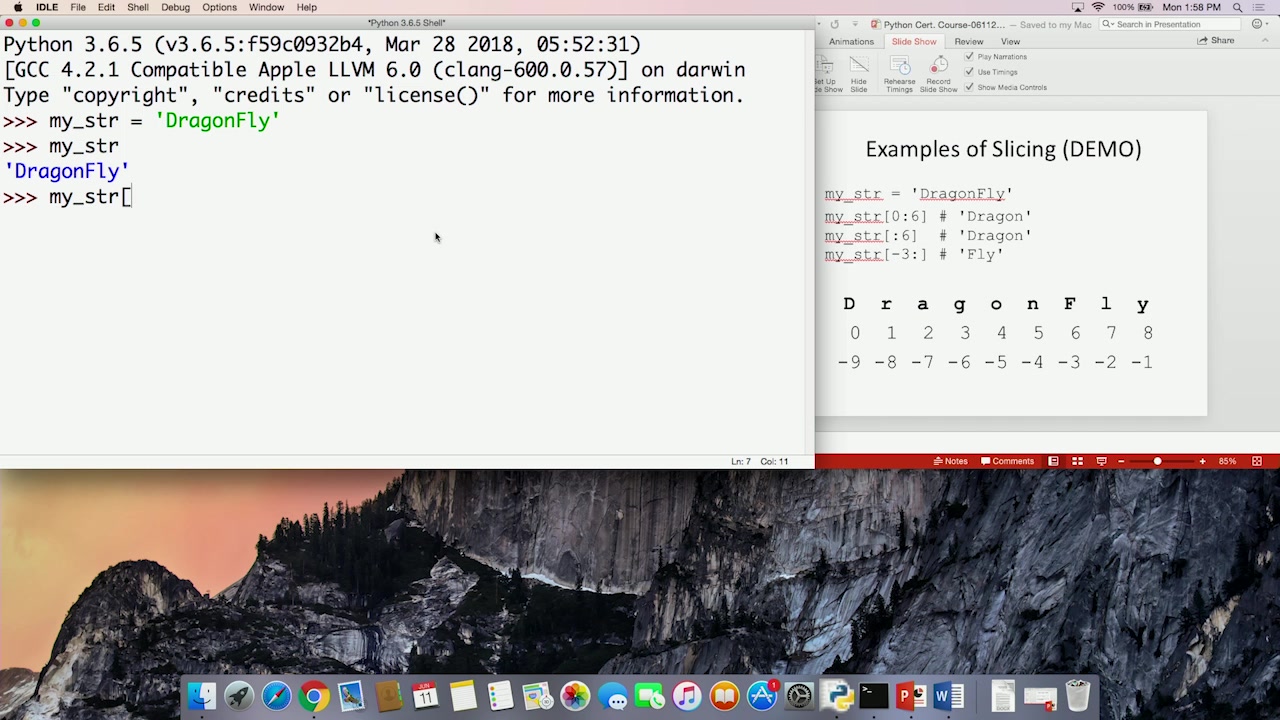 IDLE File Edit Shell Debug Options Window Help 100% Mon 1:58 PM
*Python 3.6.5 Shell*
Python 3.6.5 (v3.6.5:f59c0932b4, Mar 28 2018, 05:52:31)
[GCC 4.2.1 Compatible Apple LLVM 6.0 (clang-600.0.57)] on darwin
Type "copyright", "credits" or "license()" for more information.
>>> my_str = 'DragonFly'
>>> my_str
'DragonFly'
>>> my_str[
Ln: 7 Col: 11
Python Cert. Course-06112... — Saved to my Mac
Search in Presentation
Animations Slide Show Review View Share
Set Up
Slide Show
Hide
Slide
Rehearse
Timings
Record
Slide Show
Play Narrations
Use Timings
Show Media Controls
Examples of Slicing (DEMO)
my_str = 'DragonFly'
my_str[0:6] # 'Dragon'
my_str[:6] # 'Dragon'
my_str[-3:] # 'Fly'
D r a g o n F l y
0 1 2 3 4 5 6 7 8
-9 -8 -7 -6 -5 -4 -3 -2 -1
Notes Comments 85%
JUN
11
1